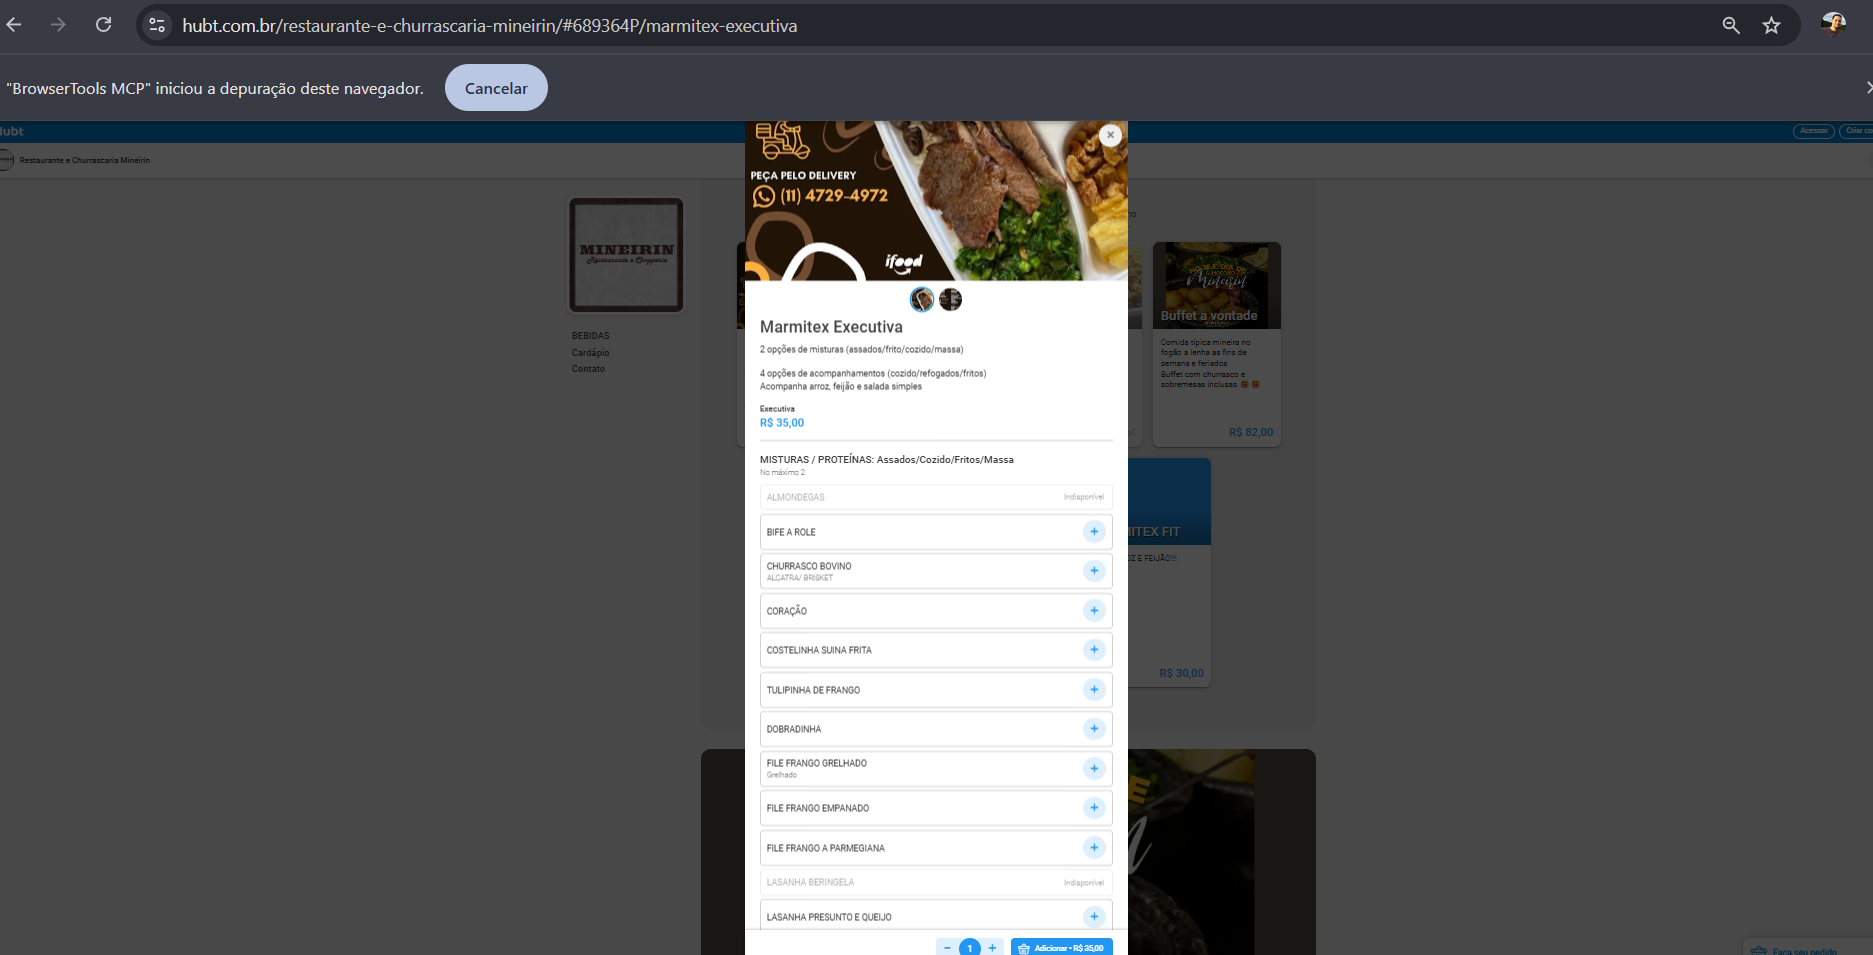 hubt.com.br/restaurante-e-churrascaria-mineirin/#689364P/marmitex-executiva
"BrowserTools MCP" iniciou a depuração deste navegador.
Cancelar
Acessar
Restaurante e Churrascaria Mineirin
MINEIRIN
BEBIDAS
Cardápio
Contato
PEÇA PELO DELIVERY
(11) 4729-4972
ifood
Marmitex Executiva
2 opções de misturas (assados/frito/cozido/massa)
4 opções de acompanhamentos (cozido/refogados/fritos)
Acompanha arroz, feijão e salada simples
Executiva
R$ 35,00
MISTURAS / PROTEÍNAS: Assados/Cozido/Fritos/Massa
No máximo 2
ALMONDEGAS
Indisponível
BIFE A ROLE
CHURRASCO BOVINO
ALCATRA/ BRISKET
CORAÇÃO
COSTELINHA SUINA FRITA
TULIPINHA DE FRANGO
DOBRADINHA
FILE FRANGO GRELHADO
Grelhado
FILE FRANGO EMPANADO
FILE FRANGO A PARMEGIANA
LASANHA BERINGELA
Indisponível
LASANHA PRESUNTO E QUEIJO
1
Adicionar • R$ 35,00
Mineirin
Buffet a vontade
Comida típica mineira no
fogão a lenha as fins de
semana e feriados
Buffet com churrasco e
sobremesas inclusas
R$ 82,00
ITEX FIT
OZ E FEIJÃO!!!
R$ 30,00
Faça seu pedido